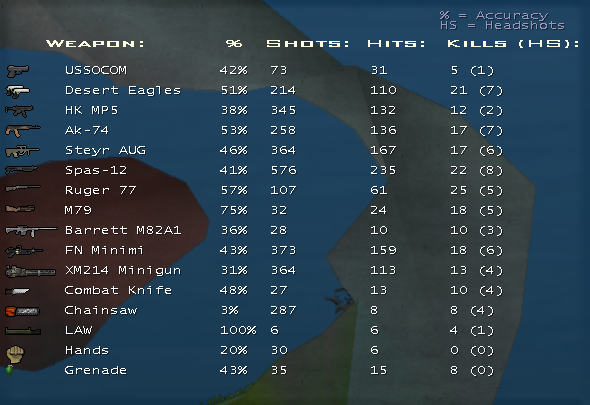 % = Accuracy
HS = Headshots
Weapon: % Shots: Hits: Kills (HS):
USSOCOM 42% 73 31 5 (1)
Desert Eagles 51% 214 110 21 (7)
HK MP5 38% 345 132 12 (2)
Ak-74 53% 258 136 17 (7)
Steyr AUG 46% 364 167 17 (6)
Spas-12 41% 576 235 22 (8)
Ruger 77 57% 107 61 25 (5)
M79 75% 32 24 18 (5)
Barrett M82A1 36% 28 10 10 (3)
FN Minimi 43% 373 159 18 (6)
XM214 Minigun 31% 364 113 13 (4)
Combat Knife 48% 27 13 10 (4)
Chainsaw 3% 287 8 8 (4)
LAW 100% 6 6 4 (1)
Hands 20% 30 6 0 (0)
Grenade 43% 35 15 8 (0)